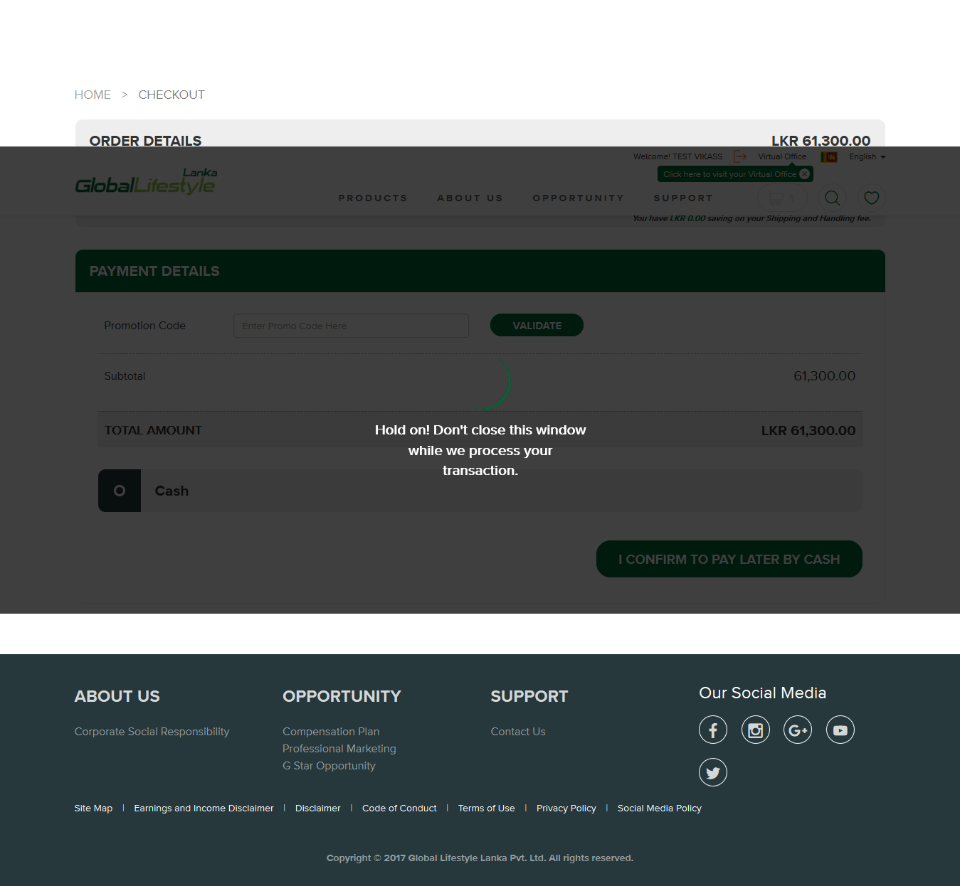 HOME > CHECKOUT
ORDER DETAILS LKR 61,300.00
Welcome! TEST VIKASS Virtual Office English
Click here to visit your Virtual Office
Lanka
GlobalLifestyle
PRODUCTS ABOUT US OPPORTUNITY SUPPORT
You have LKR 0.00 saving on your Shipping and Handling fee.
PAYMENT DETAILS
Promotion Code Enter Promo Code Here VALIDATE
Subtotal 61,300.00
TOTAL AMOUNT LKR 61,300.00
Hold on! Don't close this window
while we process your
transaction.
Cash
I CONFIRM TO PAY LATER BY CASH
ABOUT US OPPORTUNITY SUPPORT Our Social Media
Corporate Social Responsibility Compensation Plan Contact Us
Professional Marketing
G Star Opportunity
Site Map | Earnings and Income Disclaimer | Disclaimer | Code of Conduct | Terms of Use | Privacy Policy | Social Media Policy
Copyright © 2017 Global Lifestyle Lanka Pvt. Ltd. All rights reserved.